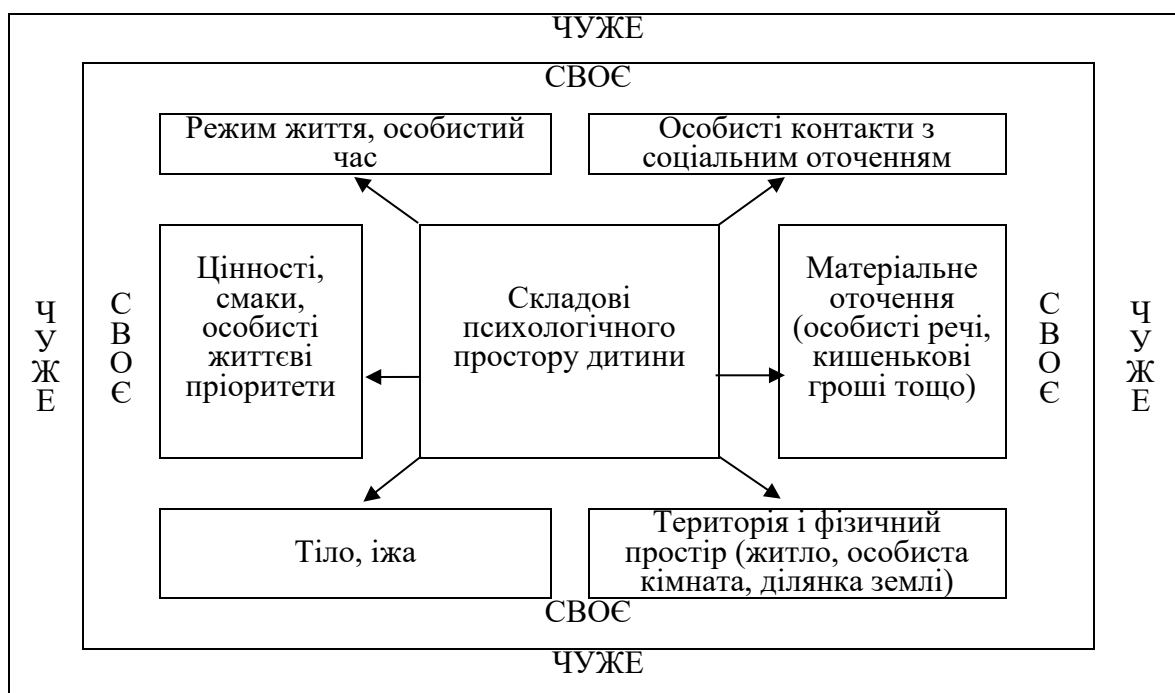 ЧУЖЕ
СВОЄ
Режим життя, особистий
час
Особисті контакти з
соціальним оточенням
Ч
У
Ж
Е
С
В
О
Є
Цінності,
смаки,
особисті
життєві
пріоритети
Складові
психологічного
простору дитини
Матеріальне
оточення
(особисті речі,
кишенькові
гроші тощо)
С
В
О
Є
Ч
У
Ж
Е
Тіло, іжа
Територія і фізичний
простір (житло, особиста
кімната, ділянка землі)
СВОЄ
ЧУЖЕ